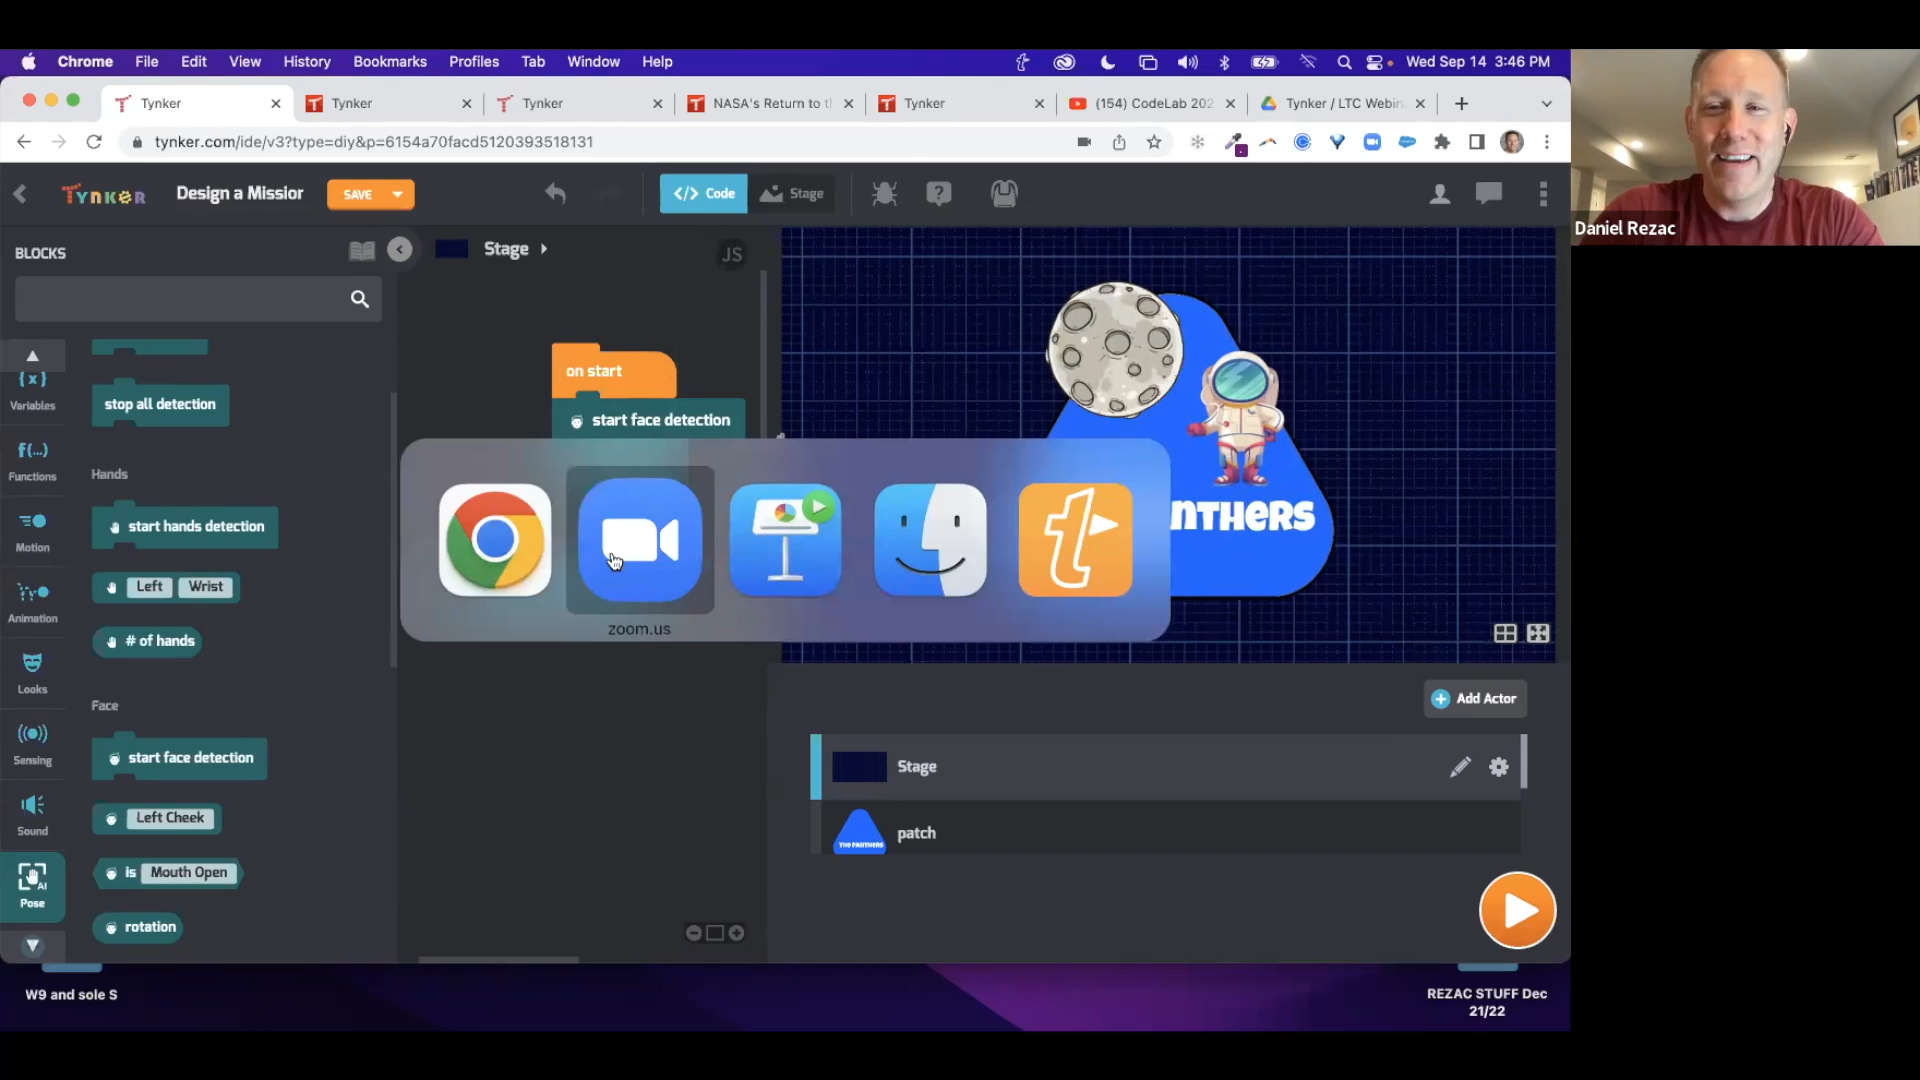 Chrome File Edit View History Bookmarks Profiles Tab Window Help
Wed Sep 14 3:46 PM
Tynker
Tynker
Tynker
NASA's Return to t
Tynker
(154) CodeLab 202
Tynker / LTC Webin
tynker.com/ide/v3?type=diy&p=6154a70facd5120393518131
TYNKER
Design a Missior
SAVE
</> Code
Stage
Daniel Rezac
BLOCKS
Stage
JS
{x}
Variables
f(...)
Functions
Motion
Animation
Looks
Sensing
Sound
AI
Pose
stop all detection
Hands
start hands detection
Left Wrist
# of hands
Face
start face detection
Left Cheek
is Mouth Open
rotation
on start
start face detection
NTHERS
zoom.us
Add Actor
Stage
THE PANTHERS
patch
W9 and sole S
REZAC STUFF Dec
21/22